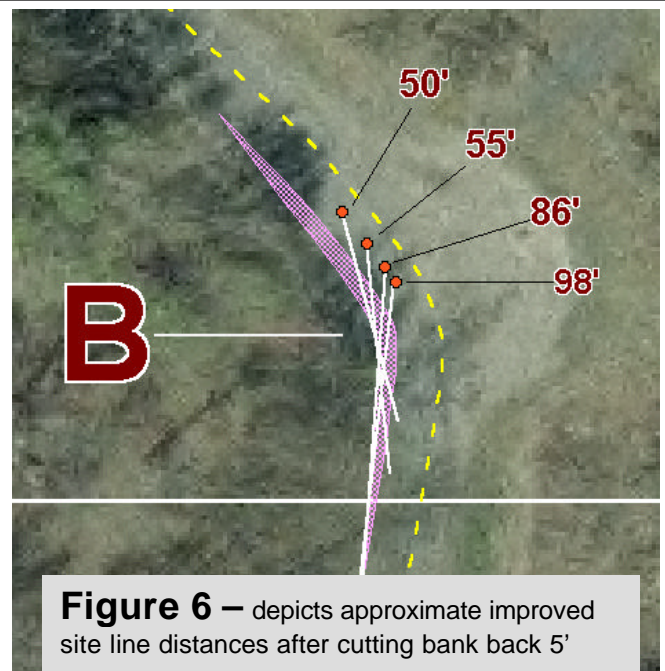 50'
55'
86'
98'
B
Figure 6 – depicts approximate improved
site line distances after cutting bank back 5’